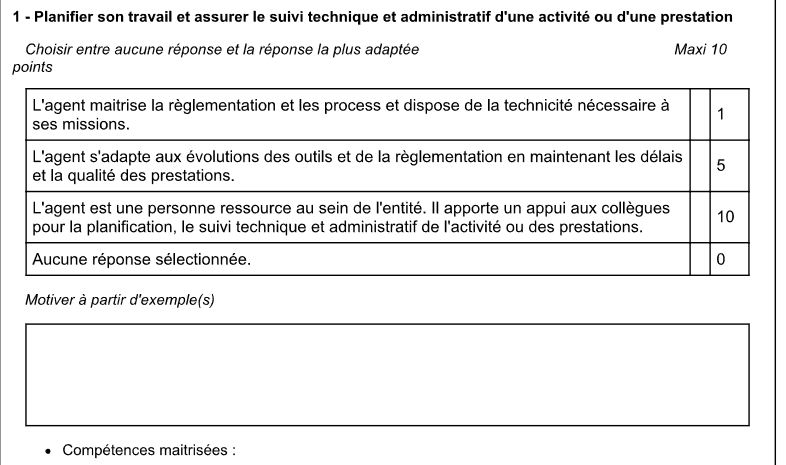 1 - Planifier son travail et assurer le suivi technique et administratif d'une activité ou d'une prestation
Choisir entre aucune réponse et la réponse la plus adaptée Maxi 10
points
L'agent maitrise la règlementation et les process et dispose de la technicité nécessaire à
ses missions.
1
L'agent s'adapte aux évolutions des outils et de la règlementation en maintenant les délais
et la qualité des prestations.
5
L'agent est une personne ressource au sein de l'entité. Il apporte un appui aux collègues
pour la planification, le suivi technique et administratif de l'activité ou des prestations.
10
Aucune réponse sélectionnée. 0
Motiver à partir d'exemple(s)
• Compétences maitrisées :